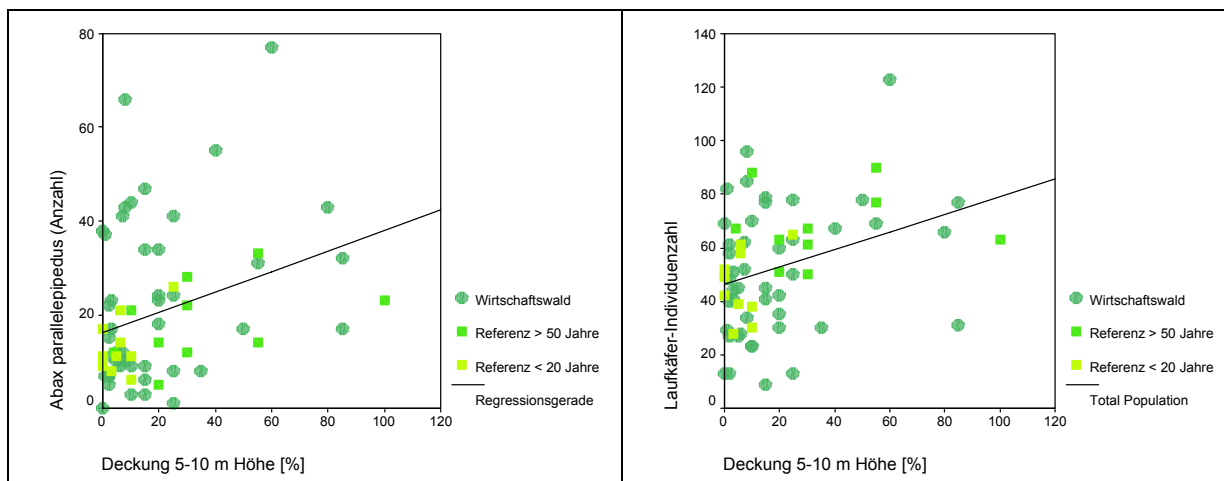 80
60
40
20
0
Abax parallelepipedus (Anzahl)
0
20
40
60
80
100
120
Deckung 5-10 m Höhe [%]
Wirtschaftswald
Referenz > 50 Jahre
Referenz < 20 Jahre
Regressionsgerade
140
120
100
80
60
40
20
0
Laufkäfer-Individuenzahl
0
20
40
60
80
100
120
Deckung 5-10 m Höhe [%]
Wirtschaftswald
Referenz > 50 Jahre
Referenz < 20 Jahre
Total Population